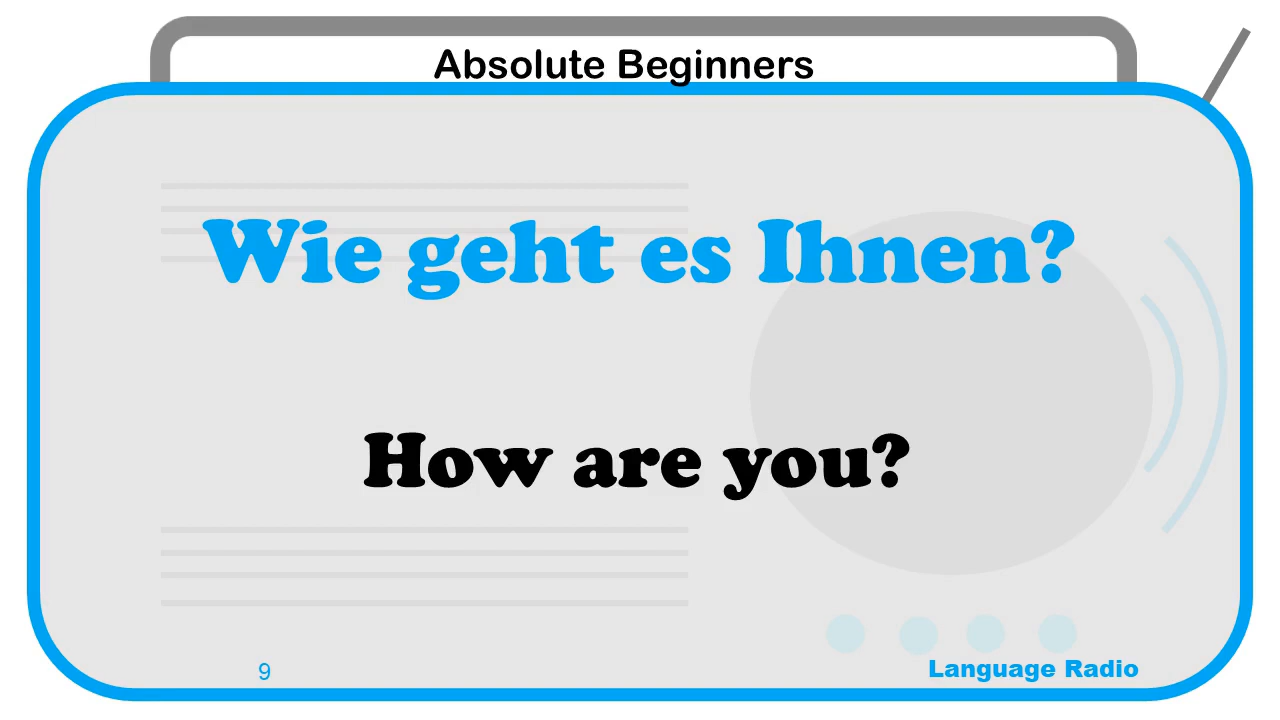 Absolute Beginners
Wie geht es Ihnen?
How are you?
9
Language Radio